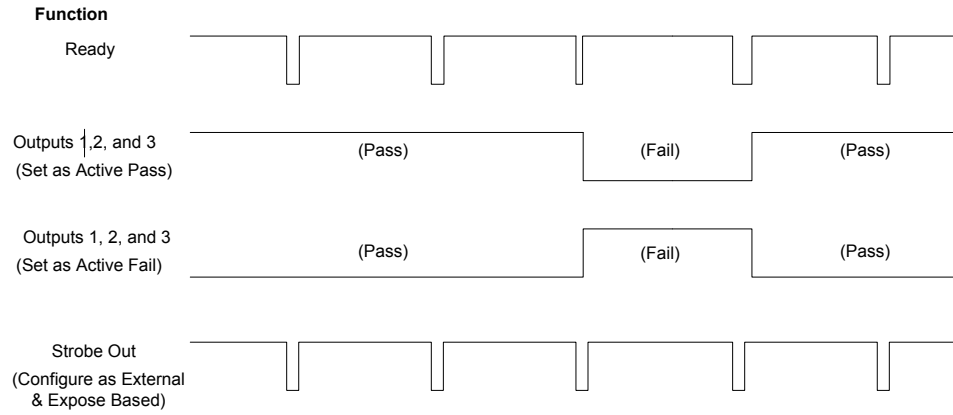 Function
Ready
Outputs 1,2, and 3
(Set as Active Pass)
(Pass)
(Fail)
(Pass)
Outputs 1, 2, and 3
(Set as Active Fail)
(Pass)
(Fail)
(Pass)
Strobe Out
(Configure as External
& Expose Based)